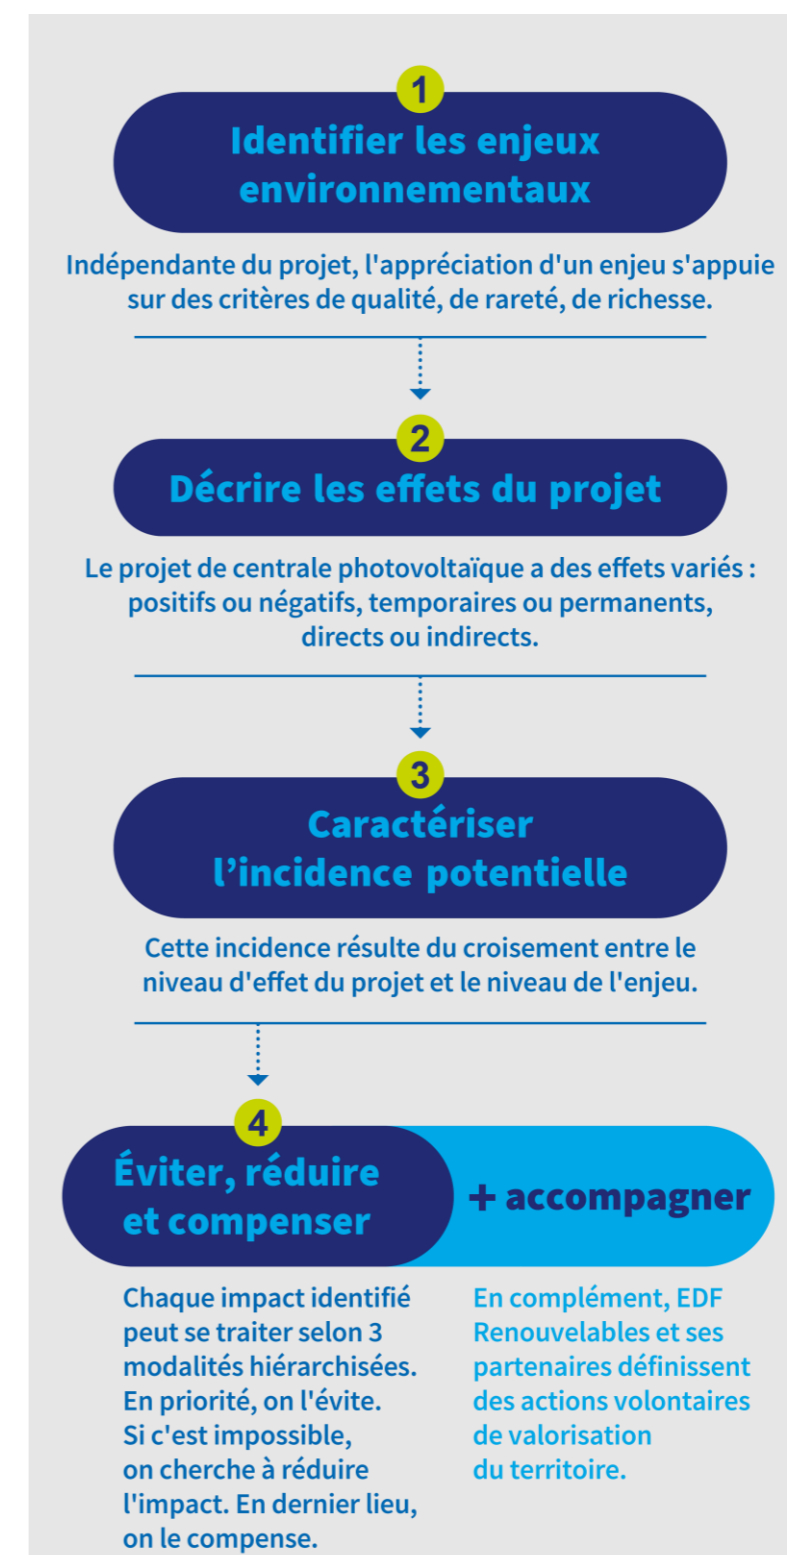 1
Identifier les enjeux
environnementaux
Indépendante du projet, l'appréciation d'un enjeu s'appuie
sur des critères de qualité, de rareté, de richesse.
2
Décrire les effets du projet
Le projet de centrale photovoltaïque a des effets variés :
positifs ou négatifs, temporaires ou permanents,
directs ou indirects.
3
Caractériser
l’incidence potentielle
Cette incidence résulte du croisement entre le
niveau d'effet du projet et le niveau de l'enjeu.
4
Éviter, réduire
et compenser
Chaque impact identifié
peut se traiter selon 3
modalités hiérarchisées.
En priorité, on l'évite.
Si c'est impossible,
on cherche à réduire
l'impact. En dernier lieu,
on le compense.
+ accompagner
En complément, EDF
Renouvelables et ses
partenaires définissent
des actions volontaires
de valorisation
du territoire.